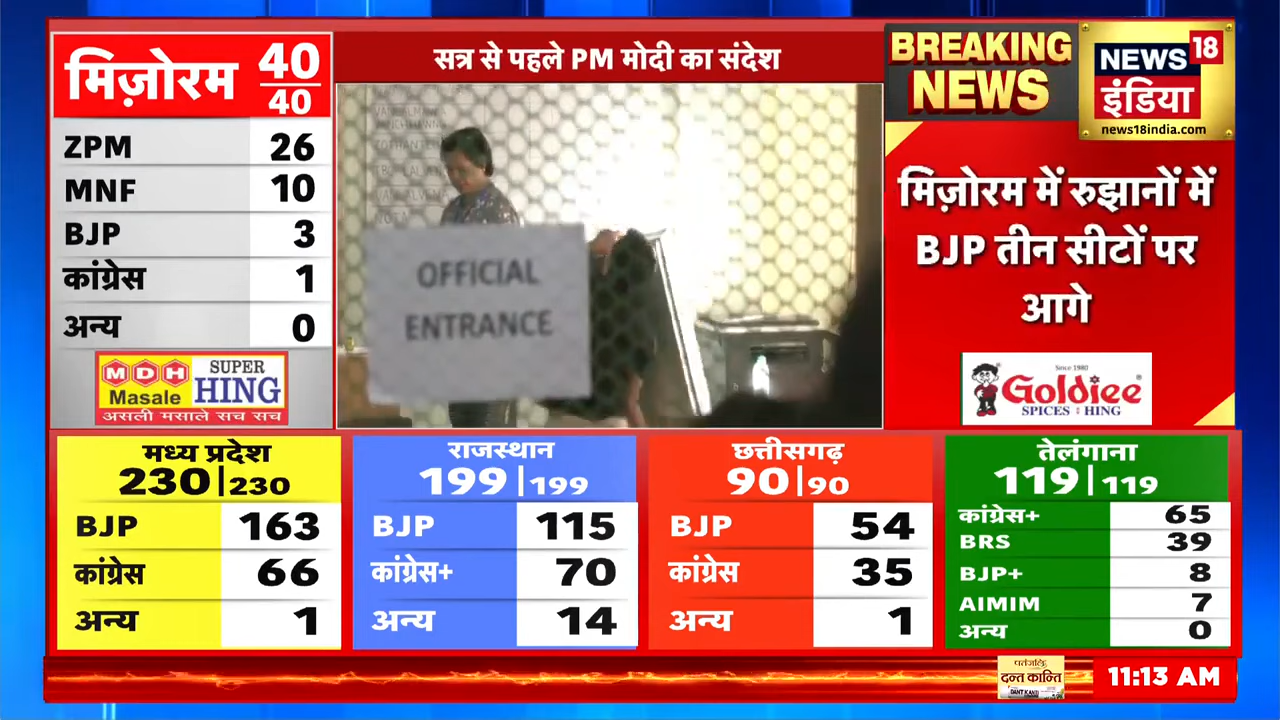 मिज़ोरम 40
40
ZPM 26
MNF 10
BJP 3
कांग्रेस 1
अन्य 0
MDH
Masale
SUPER
HING
असली मसाले सच सच
सत्र से पहले PM मोदी का संदेश
OFFICIAL
ENTRANCE
BREAKING
NEWS
NEWS 18
इंडिया
news18india.com
मिज़ोरम में रुझानों में
BJP तीन सीटों पर
आगे
Since 1980
Goldiee
SPICES HING
मध्य प्रदेश
230|230
BJP 163
कांग्रेस 66
अन्य 1
राजस्थान
199|199
BJP 115
कांग्रेस+ 70
अन्य 14
छत्तीसगढ़
90|90
BJP 54
कांग्रेस 35
अन्य 1
तेलंगाना
119|119
कांग्रेस+ 65
BRS 39
BJP+ 8
AIMIM 7
अन्य 0
पतंजलि
दन्त कान्ति
11:13 AM